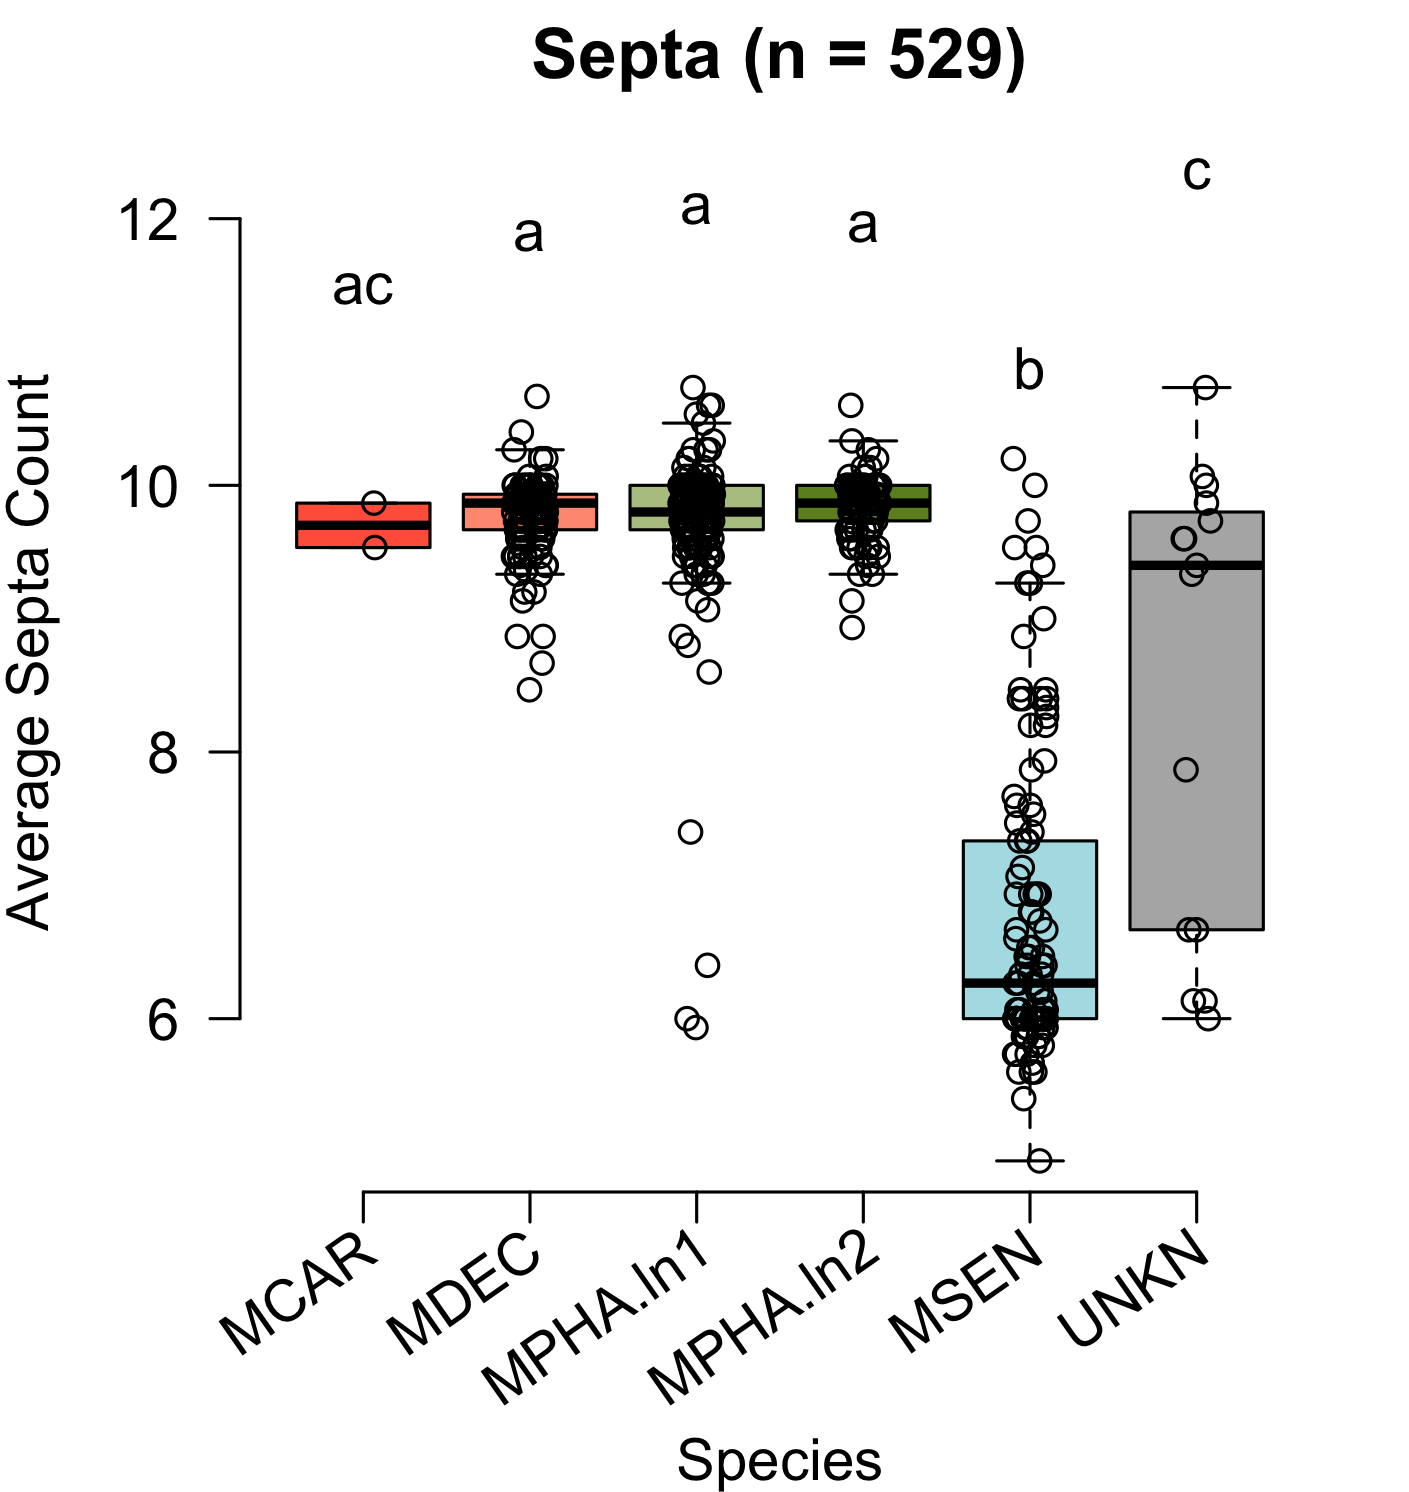 Septa (n = 529)
c
12
a
a
a
ac
b
10
8
6
Average Septa Count
MCAR
MDEC
MPHA.ln1
MPHA.ln2
MSEN
UNKN
Species